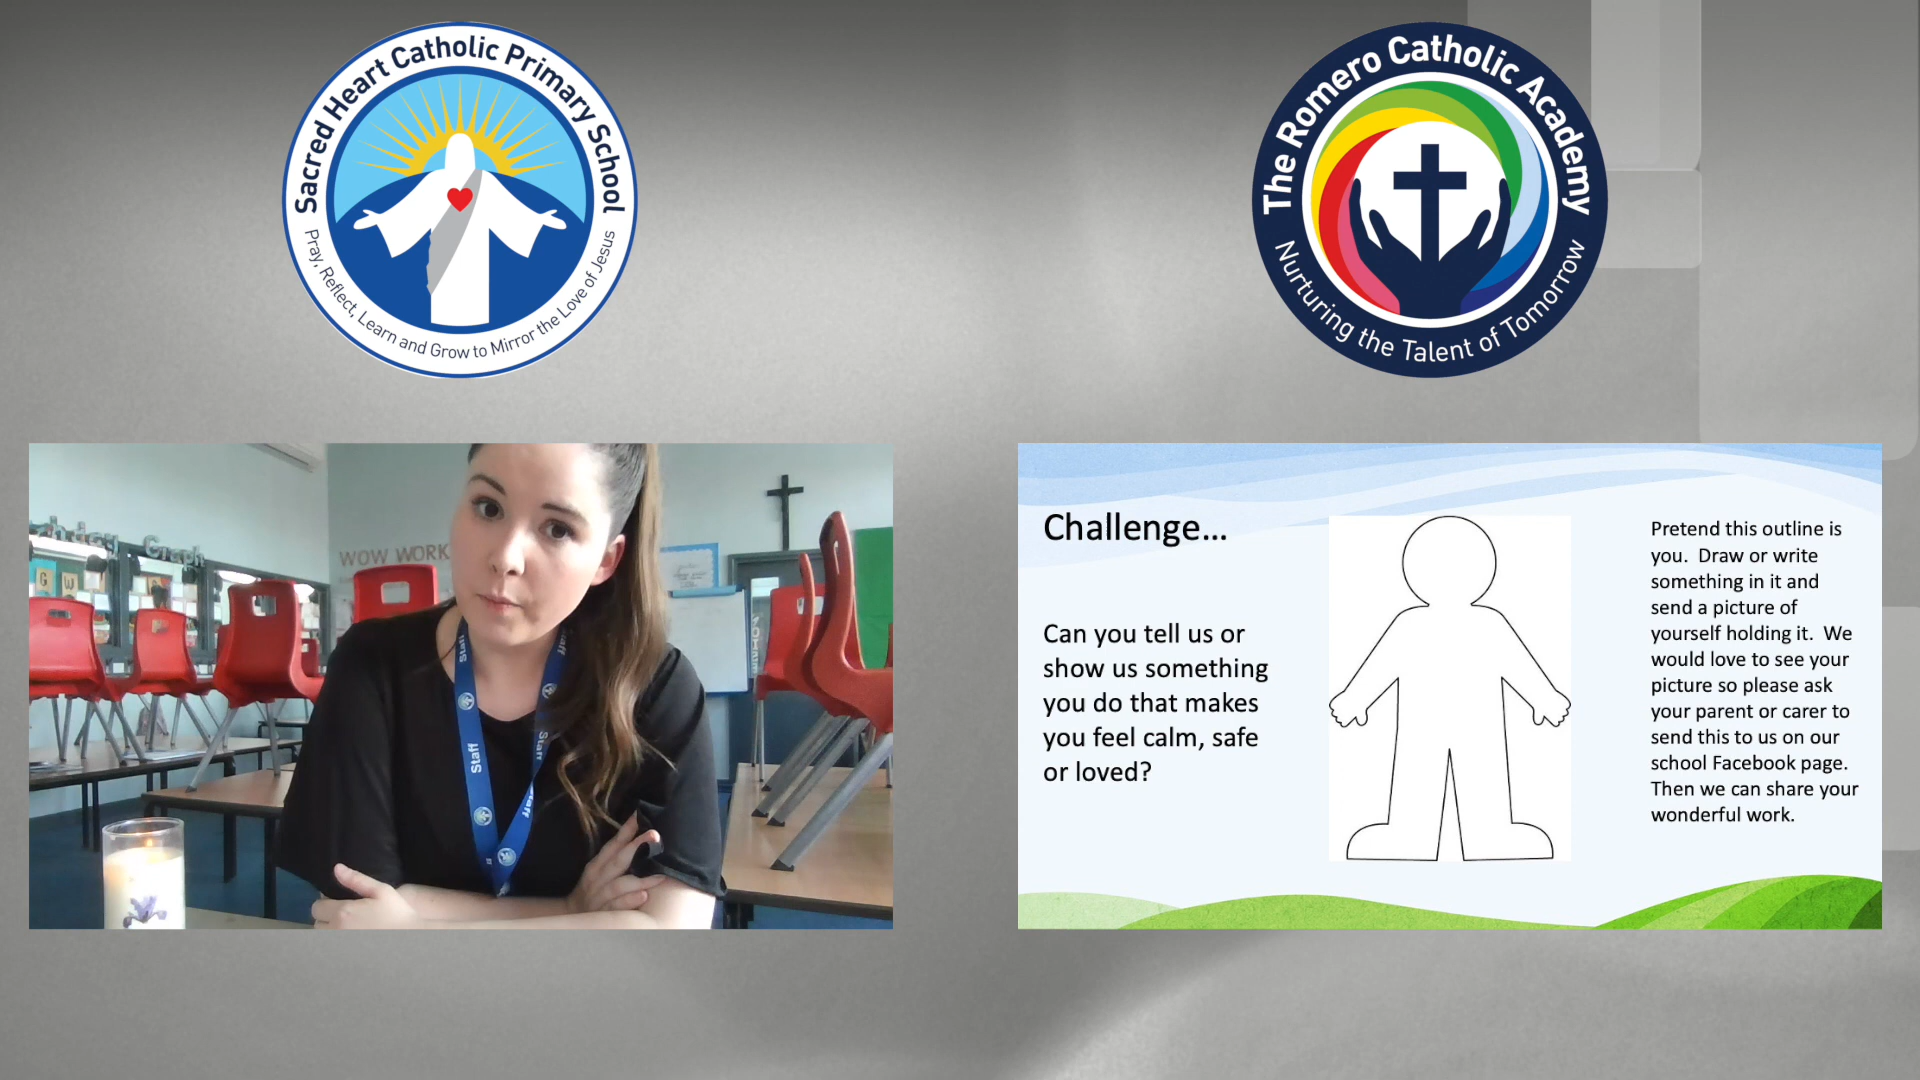 Sacred Heart Catholic Primary School
Pray, Reflect, Learn and Grow to Mirror the Love of Jesus
The Romero Catholic Academy
Nurturing the Talent of Tomorrow
WOW WORK
Staff
Staff
Staff
Staff
Staff
Challenge...
Can you tell us or
show us something
you do that makes
you feel calm, safe
or loved?
Pretend this outline is
you.  Draw or write
something in it and
send a picture of
yourself holding it.  We
would love to see your
picture so please ask
your parent or carer to
send this to us on our
school Facebook page.
Then we can share your
wonderful work.